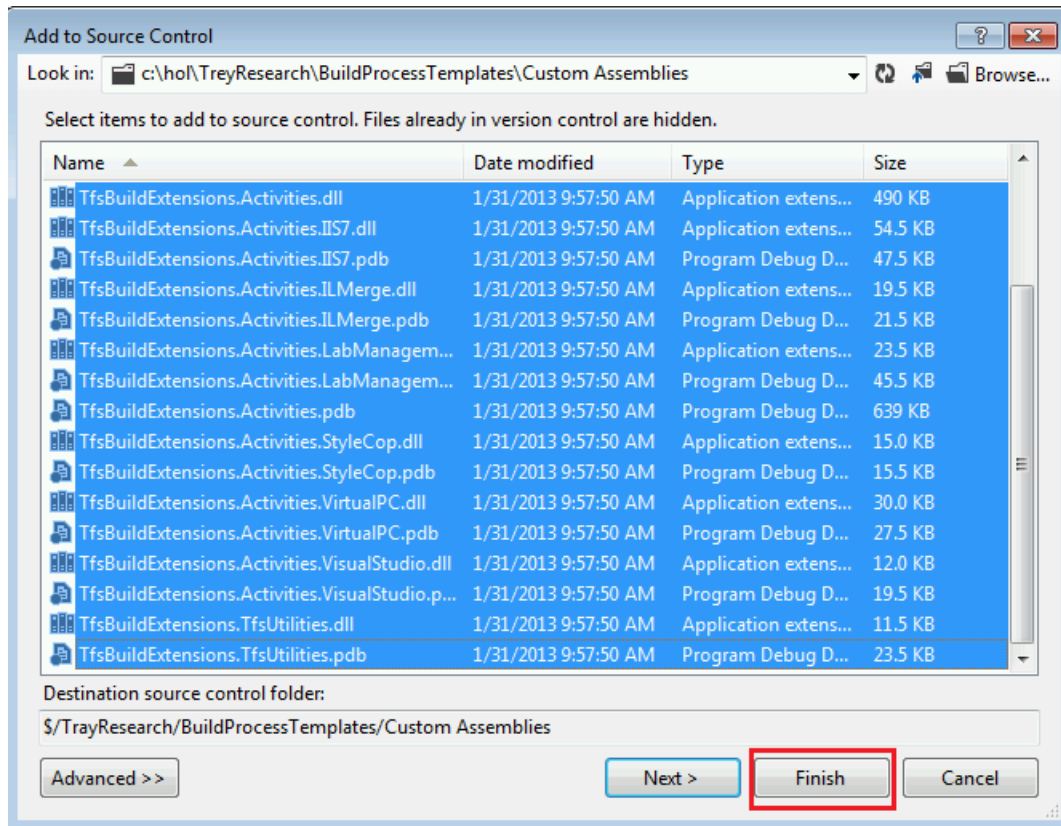 Add to Source Control
Look in: c:\hol\TreyResearch\BuildProcessTemplates\Custom Assemblies Browse...
Select items to add to source control. Files already in version control are hidden.
Name Date modified Type Size
TfsBuildExtensions.Activities.dll 1/31/2013 9:57:50 AM Application extens... 490 KB
TfsBuildExtensions.Activities.IIS7.dll 1/31/2013 9:57:50 AM Application extens... 54.5 KB
TfsBuildExtensions.Activities.IIS7.pdb 1/31/2013 9:57:50 AM Program Debug D... 47.5 KB
TfsBuildExtensions.Activities.ILMerge.dll 1/31/2013 9:57:50 AM Application extens... 19.5 KB
TfsBuildExtensions.Activities.ILMerge.pdb 1/31/2013 9:57:50 AM Program Debug D... 21.5 KB
TfsBuildExtensions.Activities.LabManagem... 1/31/2013 9:57:50 AM Application extens... 23.5 KB
TfsBuildExtensions.Activities.LabManagem... 1/31/2013 9:57:50 AM Program Debug D... 45.5 KB
TfsBuildExtensions.Activities.pdb 1/31/2013 9:57:50 AM Program Debug D... 639 KB
TfsBuildExtensions.Activities.StyleCop.dll 1/31/2013 9:57:50 AM Application extens... 15.0 KB
TfsBuildExtensions.Activities.StyleCop.pdb 1/31/2013 9:57:50 AM Program Debug D... 15.5 KB
TfsBuildExtensions.Activities.VirtualPC.dll 1/31/2013 9:57:50 AM Application extens... 30.0 KB
TfsBuildExtensions.Activities.VirtualPC.pdb 1/31/2013 9:57:50 AM Program Debug D... 27.5 KB
TfsBuildExtensions.Activities.VisualStudio.dll 1/31/2013 9:57:50 AM Application extens... 12.0 KB
TfsBuildExtensions.Activities.VisualStudio.p... 1/31/2013 9:57:50 AM Program Debug D... 19.5 KB
TfsBuildExtensions.TfsUtilities.dll 1/31/2013 9:57:50 AM Application extens... 11.5 KB
TfsBuildExtensions.TfsUtilities.pdb 1/31/2013 9:57:50 AM Program Debug D... 23.5 KB
Destination source control folder:
$/TrayResearch/BuildProcessTemplates/Custom Assemblies
Advanced >> Next > Finish Cancel